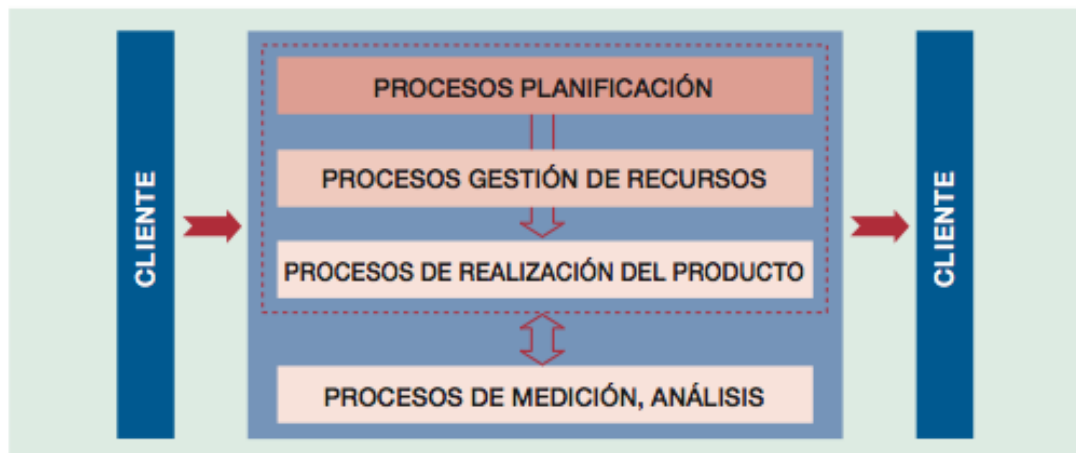 CLIENTE
PROCESOS PLANIFICACIÓN
PROCESOS GESTIÓN DE RECURSOS
PROCESOS DE REALIZACIÓN DEL PRODUCTO
PROCESOS DE MEDICIÓN, ANÁLISIS
CLIENTE